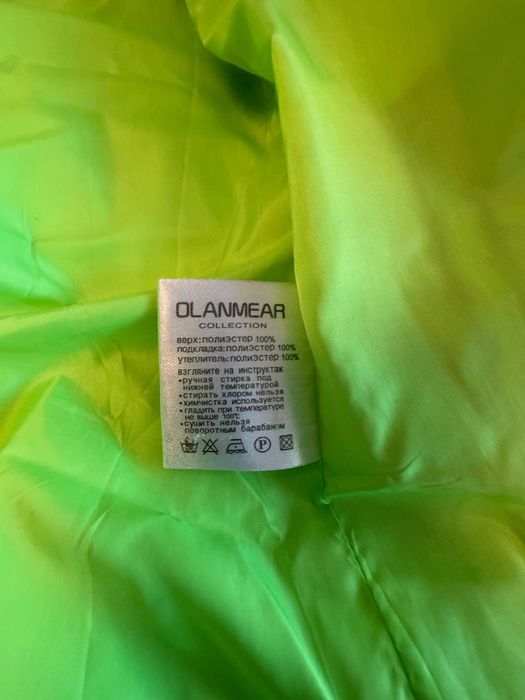 OLANMEAR
COLLECTION
верх:полиэстер 100%
подкладка:полиэстер 100%
утеплитель:полиэстер 100%
взгляните на инструктаж
•ручная стирка под
нижней температурой
•стирать хлором нельзя
•химчистка используется
•гладить при температуре
не выше 100℃
•сушить нельзя
поворотным барабаном
P